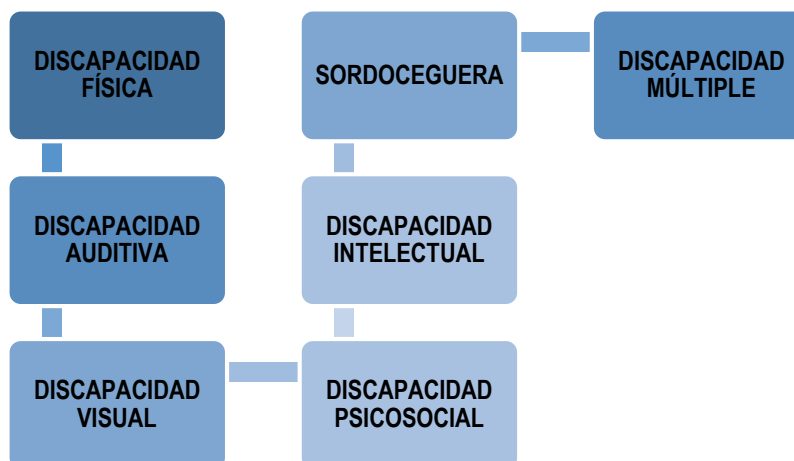 DISCAPACIDAD
FÍSICA
DISCAPACIDAD
AUDITIVA
DISCAPACIDAD
VISUAL
DISCAPACIDAD
PSICOSOCIAL
DISCAPACIDAD
INTELECTUAL
SORDOCEGUERA
DISCAPACIDAD
MÚLTIPLE